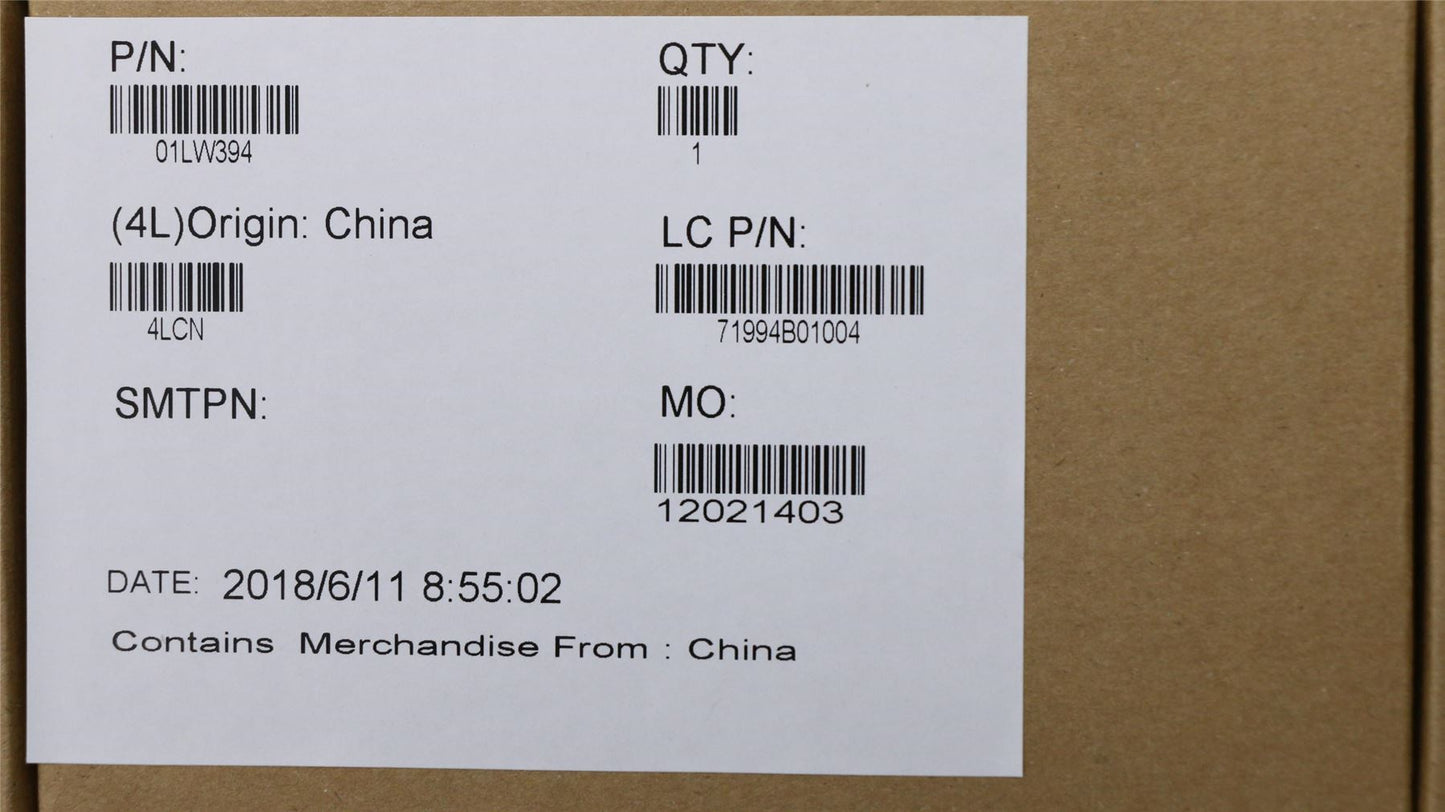 P/N:
QTY:
01LW394
1
(4L)Origin: China
LC P/N:
4LCN
71994B01004
SMTPN:
MO:
12021403
DATE: 2018/6/11 8:55:02
Contains Merchandise From : China